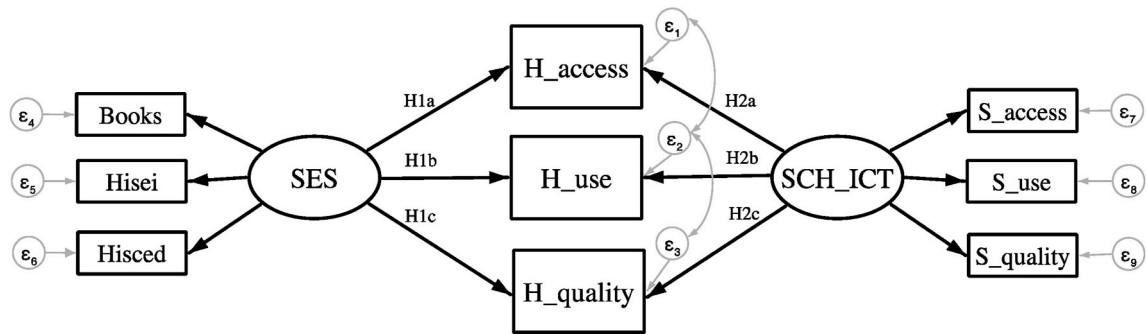 ε1
H_access
H1a
H2a
ε4
Books
S_access
ε7
ε2
H1b
H2b
ε5
Hisei
SES
H_use
SCH_ICT
S_use
ε8
H1c
H2c
ε6
Hisced
ε3
S_quality
ε9
H_quality